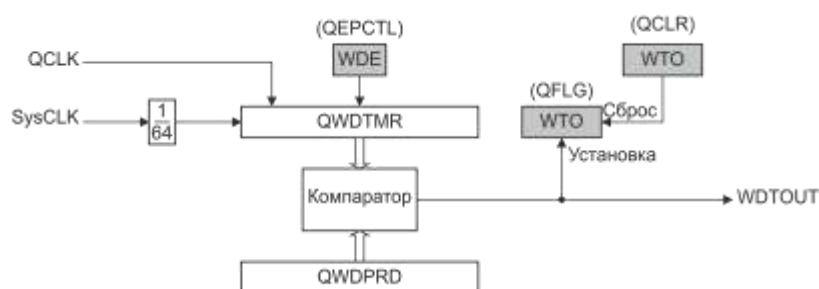 (QEPCTL)
(QCLR)
QCLK
WDE
WTO
(QFLG)
SysCLK
1
64
QWDTMR
WTO
Сброс
Установка
Компаратор
WDTOUT
QWDPRD